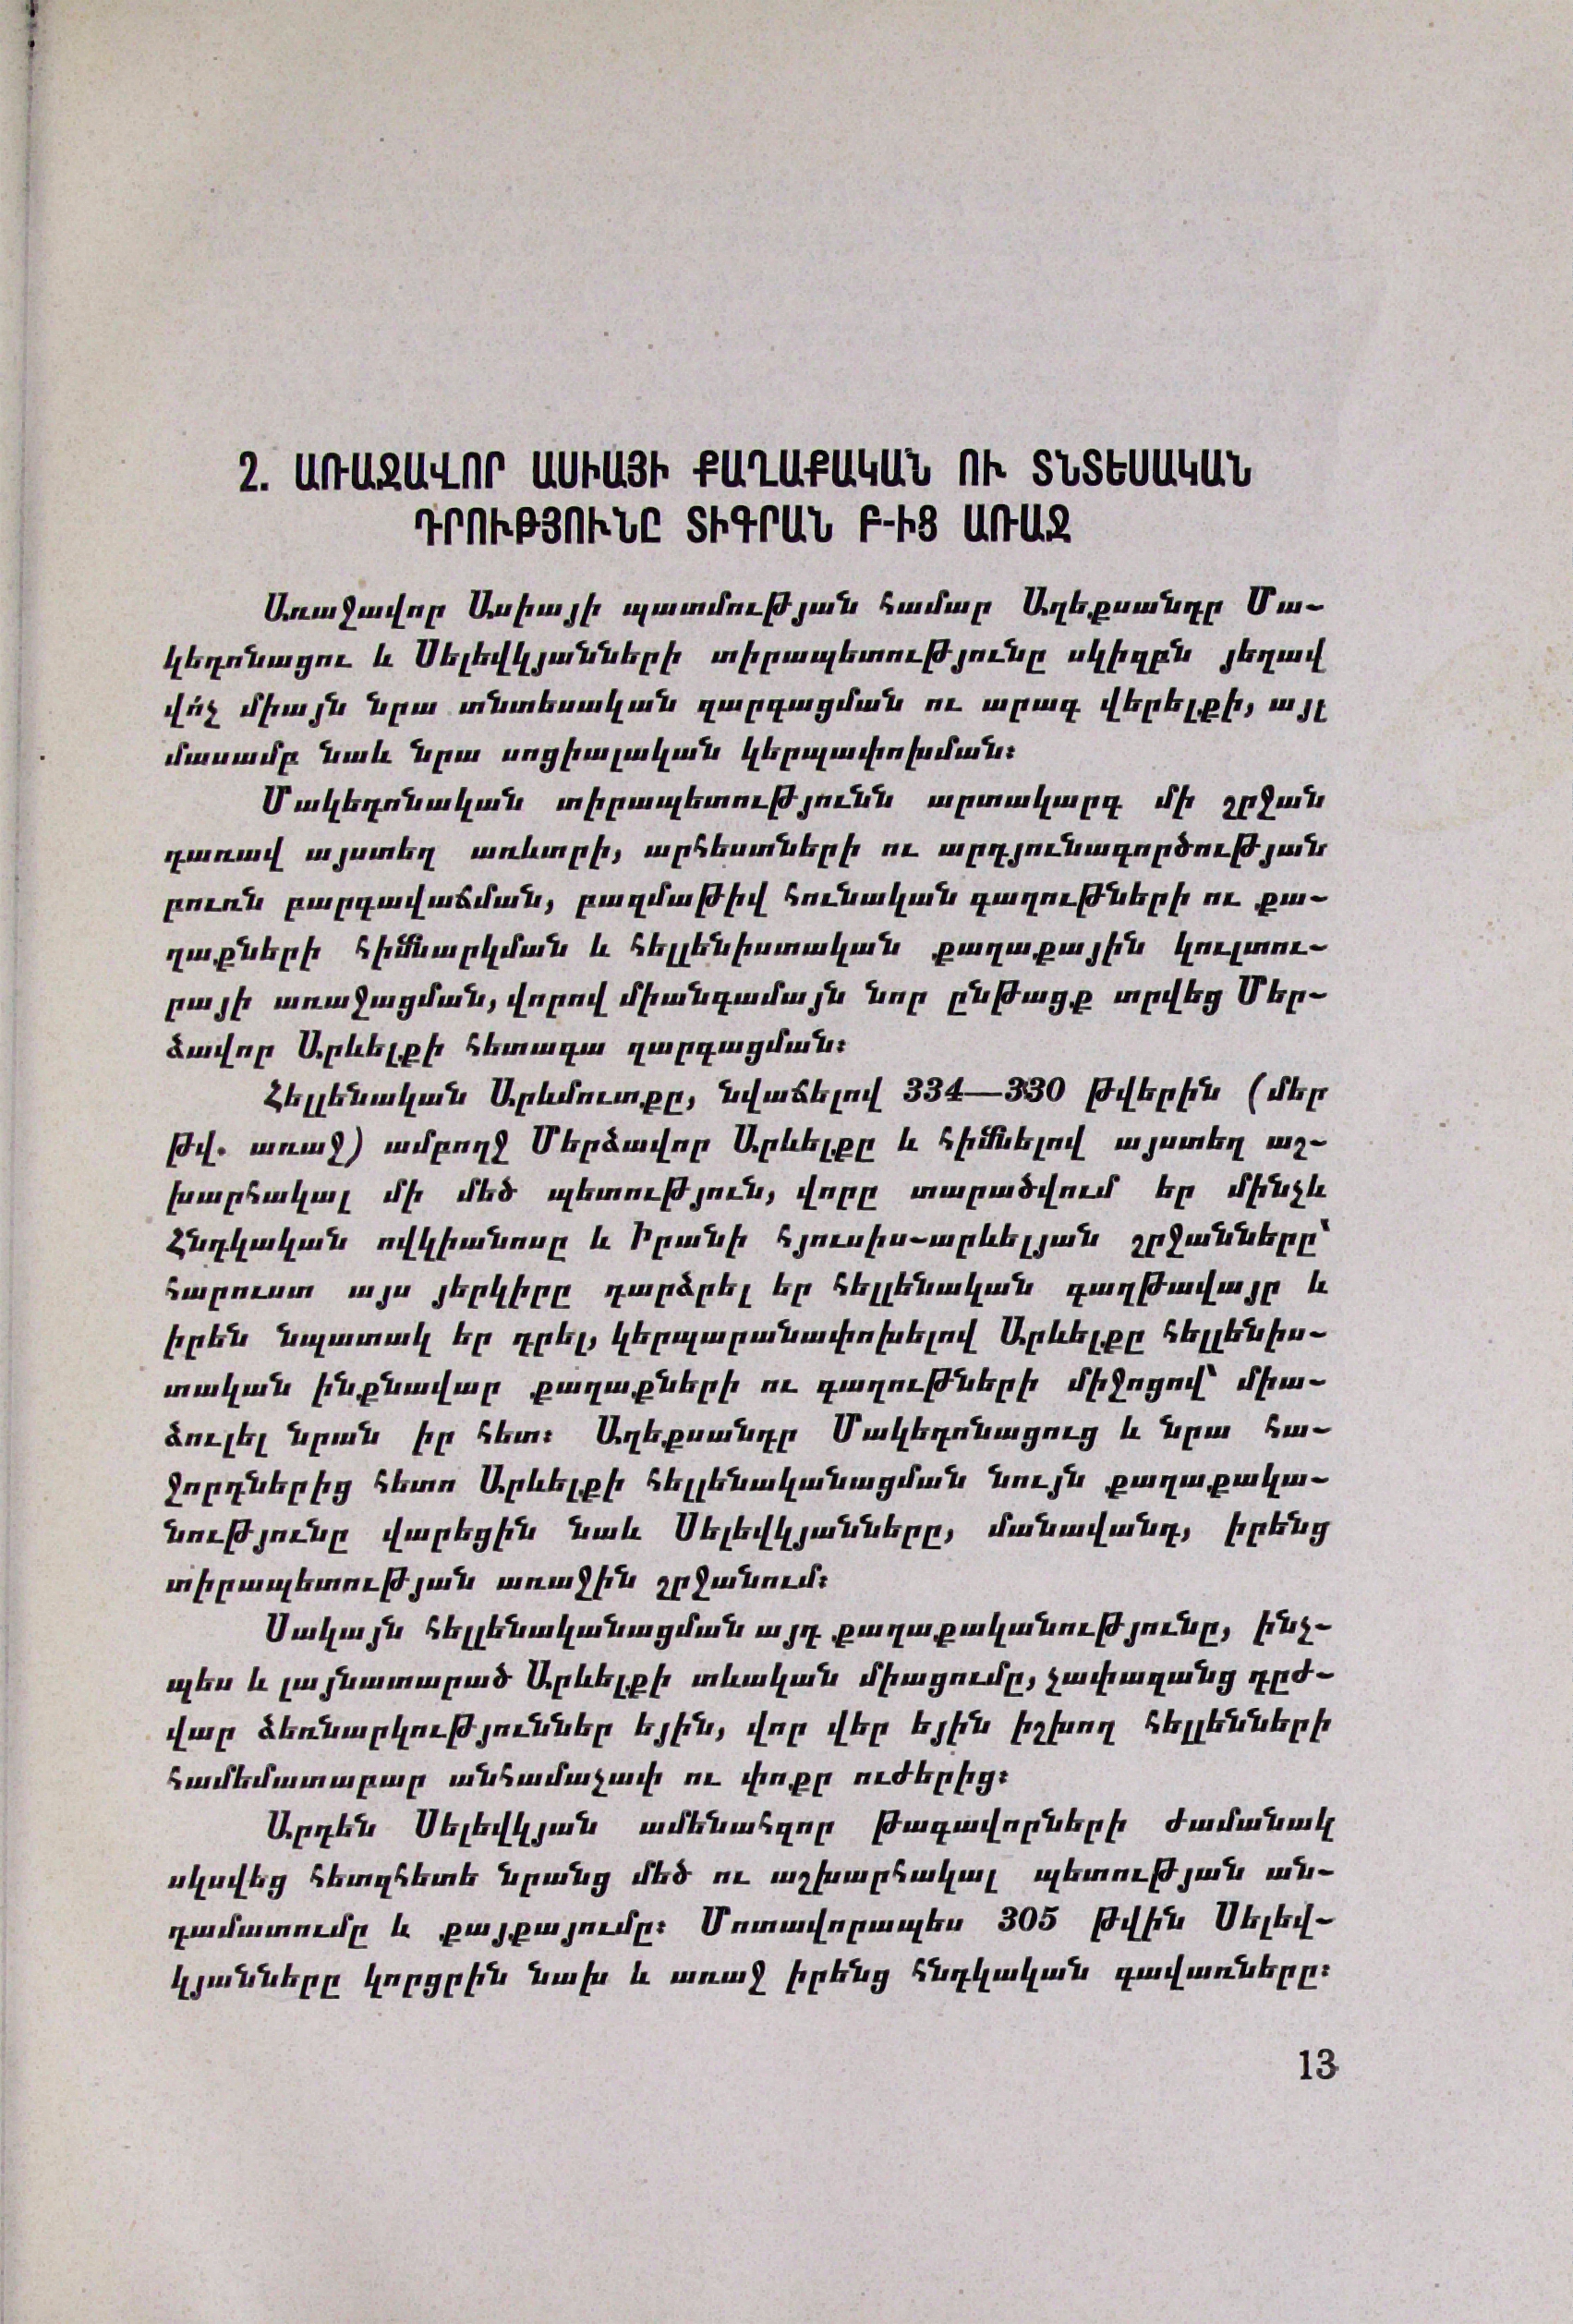 2. ԱՌԱՋԱՎՈՐ ԱՍԻԱՅԻ ՔԱՂԱՔԱԿԱՆ ՈՒ ՏՆՏԵՍԱԿԱՆ
ԴՐՈՒԹՅՈՒՆԸ ՏԻԳՐԱՆ Բ-ԻՑ ԱՌԱՋ
Առաջավոր Ասիայի պատմության համար Աղեքսանդր Մա-
կեդոնացու և Սելեվկյանների տիրապետությունը սկիզբն յեղավ
վո՛չ միայն նրա տնտեսական զարգացման ու արագ վերելքի, այլ
մասամբ նաև նրա սոցիալական կերպափոխման։
Մակեդոնական տիրապետությունն արտակարգ մի շրջան
դառավ այստեղ առևտրի, արհեստների ու արդյունագործության
բուռն բարգավաճման, բազմաթիվ հունական գաղութների ու քա-
ղաքների հիմնարկման և հելլենիստական քաղաքային կուլտու-
րայի առաջացման, վորով միանգամայն նոր ընթացք տրվեց Մեր-
ձավոր Արևելքի հետագա զարգացման։
Հելլենական Արևմուտքը, նվաճելով 334—330 թվերին (մեր
թվ. առաջ) ամբողջ Մերձավոր Արևելքը և հիմնելով այստեղ աշ-
խարհակալ մի մեծ պետություն, վորը տարածվում եր մինչև
Հնդկական ովկիանոսը և Իրանի հյուսիս-արևելյան շրջանները՝
հարուստ այս յերկիրը դարձրել եր հելլենական գաղթավայր և
իրեն նպատակ եր դրել, կերպարանափոխելով Արևելքը հելլենիս-
տական ինքնավար քաղաքների ու գաղութների միջոցով՝ միա-
ձուլել նրան իր հետ։ Աղեքսանդր Մակեդոնացուց և նրա հա-
ջորդներից հետո Արևելքի հելլենականացման նույն քաղաքակա-
նությունը վարեցին նաև Սելեվկյանները, մանավանդ, իրենց
տիրապետության առաջին շրջանում։
Սակայն հելլենականացման այդ քաղաքականությունը, ինչ-
պես և լայնատարած Արևելքի տևական միացումը, չափազանց դըժ-
վար ձեռնարկություններ եյին, վոր վեր եյին իշխող հելլենների
համեմատաբար անհամաչափ ու փոքր ուժերից։
Արդեն Սելեվկյան ամենահզոր թագավորների ժամանակ
սկսվեց հետզհետե նրանց մեծ ու աշխարհակալ պետության ան-
դամատումը և քայքայումը։ Մոտավորապես 305 թվին Սելեվ-
կյանները կորցրին նախ և առաջ իրենց հնդկական գավառները։
13